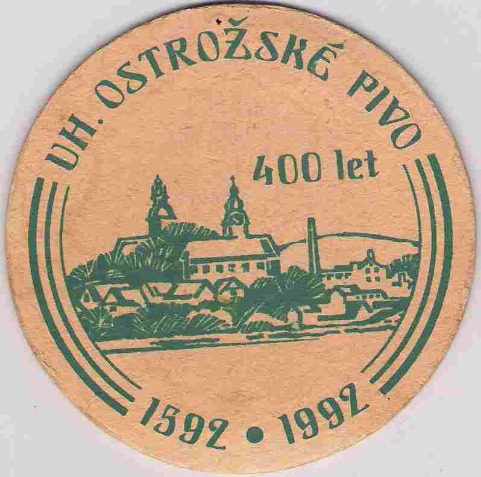 UH. OSTROŽSKÉ PIVO
400 let
1592 • 1992